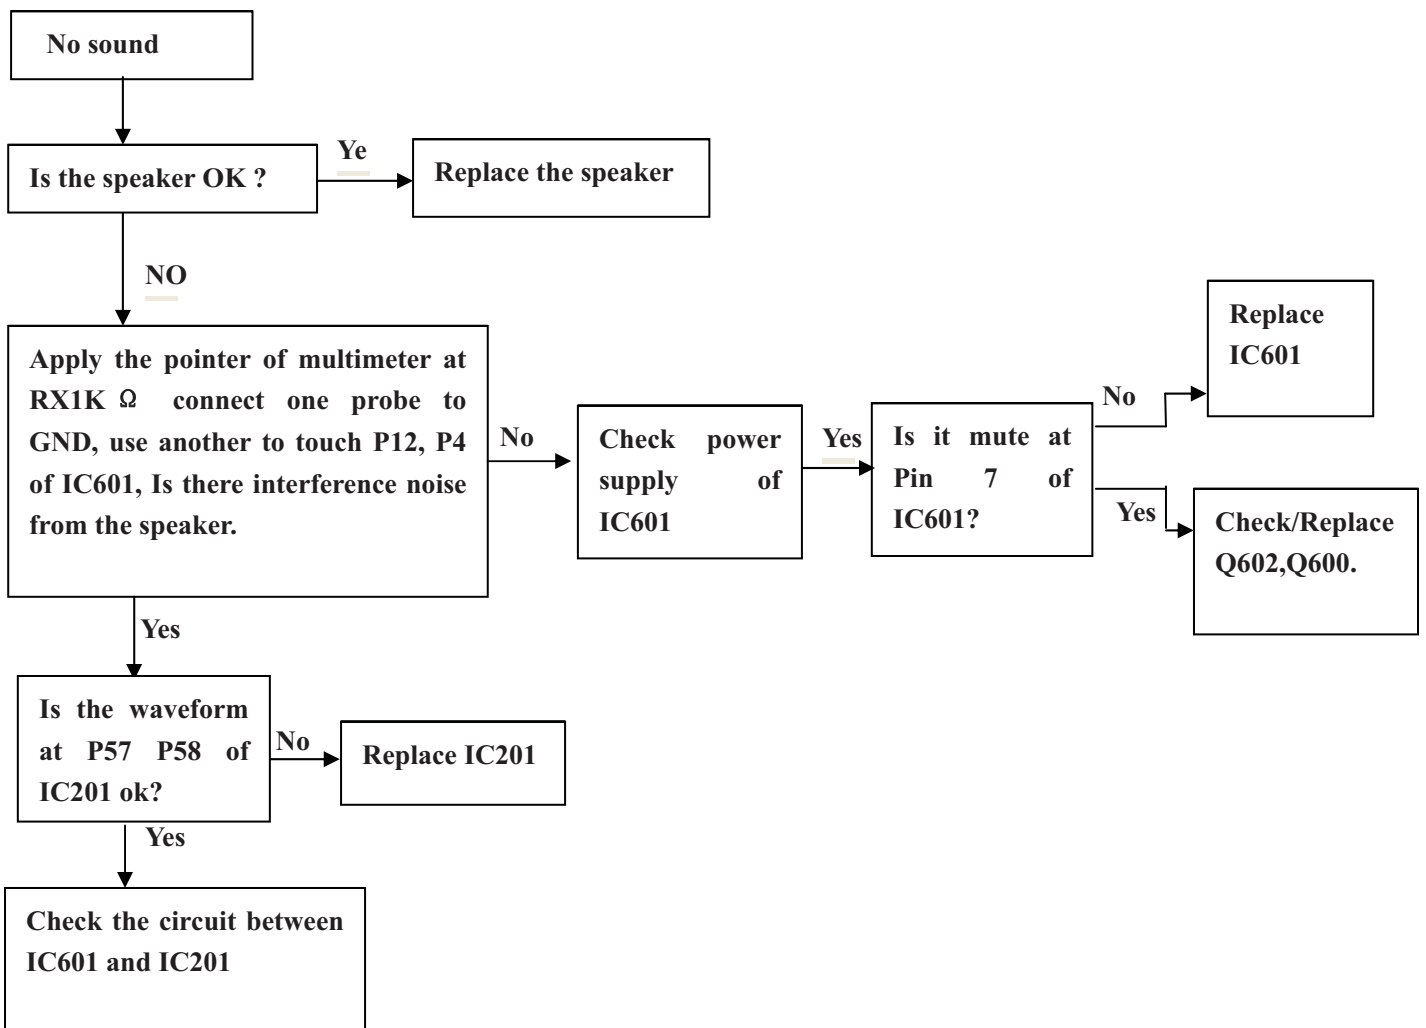 No sound
Is the speaker OK ?
Ye
Replace the speaker
NO
Apply the pointer of multimeter at
RX1K Ω connect one probe to
GND, use another to touch P12, P4
of IC601, Is there interference noise
from the speaker.
No
Check power
supply of
IC601
Yes
Is it mute at
Pin 7 of
IC601?
No
Replace
IC601
Yes
Check/Replace
Q602,Q600.
Yes
Is the waveform
at P57 P58 of
IC201 ok?
No
Replace IC201
Yes
Check the circuit between
IC601 and IC201